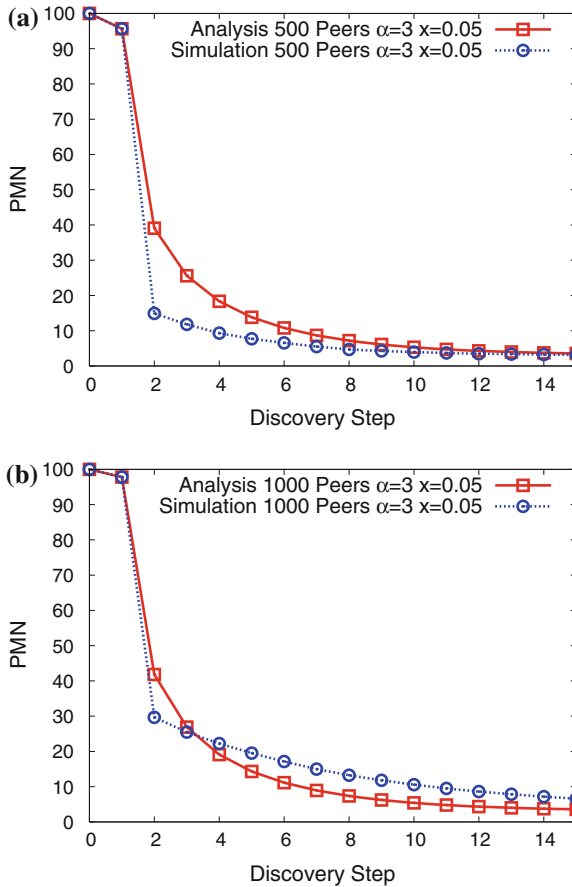 (a)
100
90
80
70
60
50
40
30
20
10
0
PMN
Analysis 500 Peers α=3 x=0.05
Simulation 500 Peers α=3 x=0.05
0 2 4 6 8 10 12 14
Discovery Step
(b)
100
90
80
70
60
50
40
30
20
10
0
PMN
Analysis 1000 Peers α=3 x=0.05
Simulation 1000 Peers α=3 x=0.05
0 2 4 6 8 10 12 14
Discovery Step